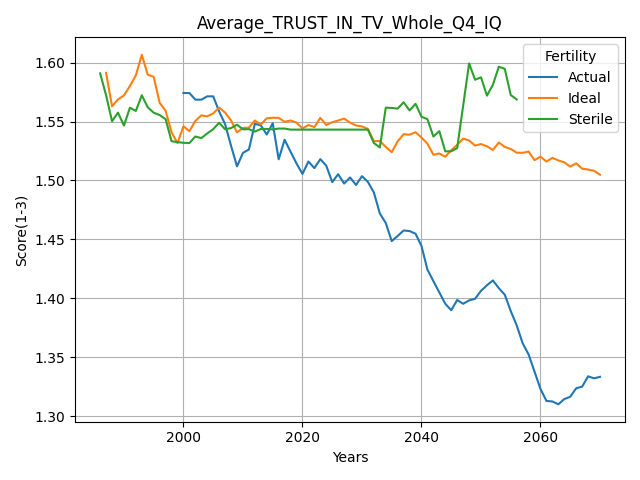 Average_TRUST_IN_TV_Whole_Q4_IQ
Fertility
Actual
Ideal
Sterile
Score(1-3)
1.60
1.55
1.50
1.45
1.40
1.35
1.30
2000 2020 2040 2060
Years